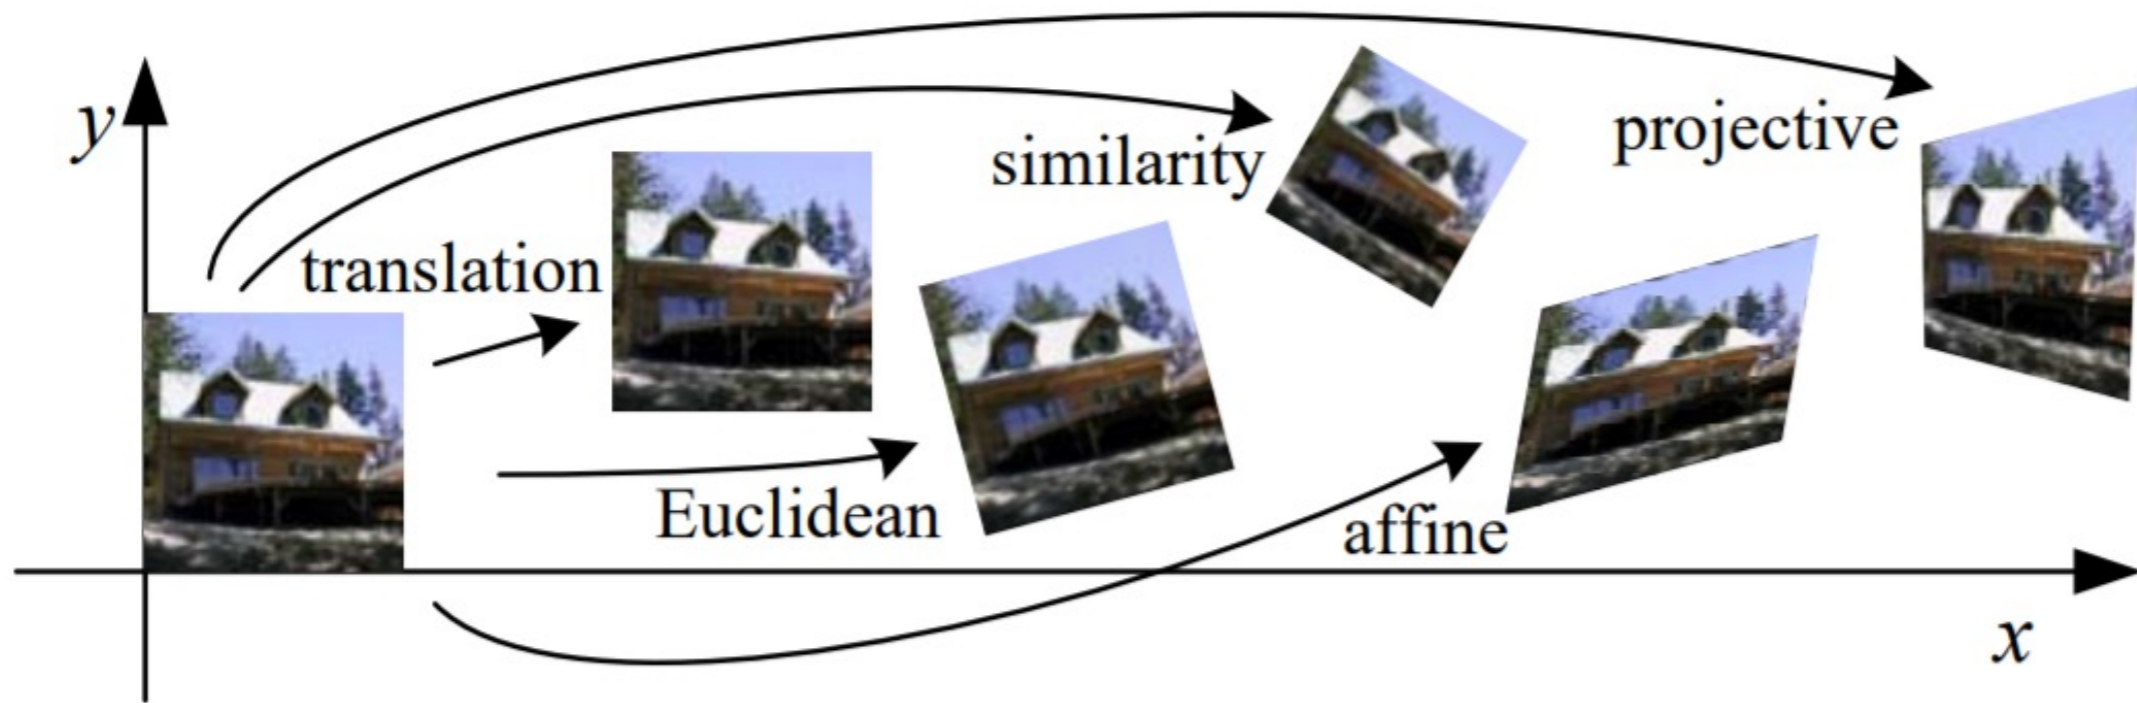 y
similarity
projective
translation
Euclidean
affine
x